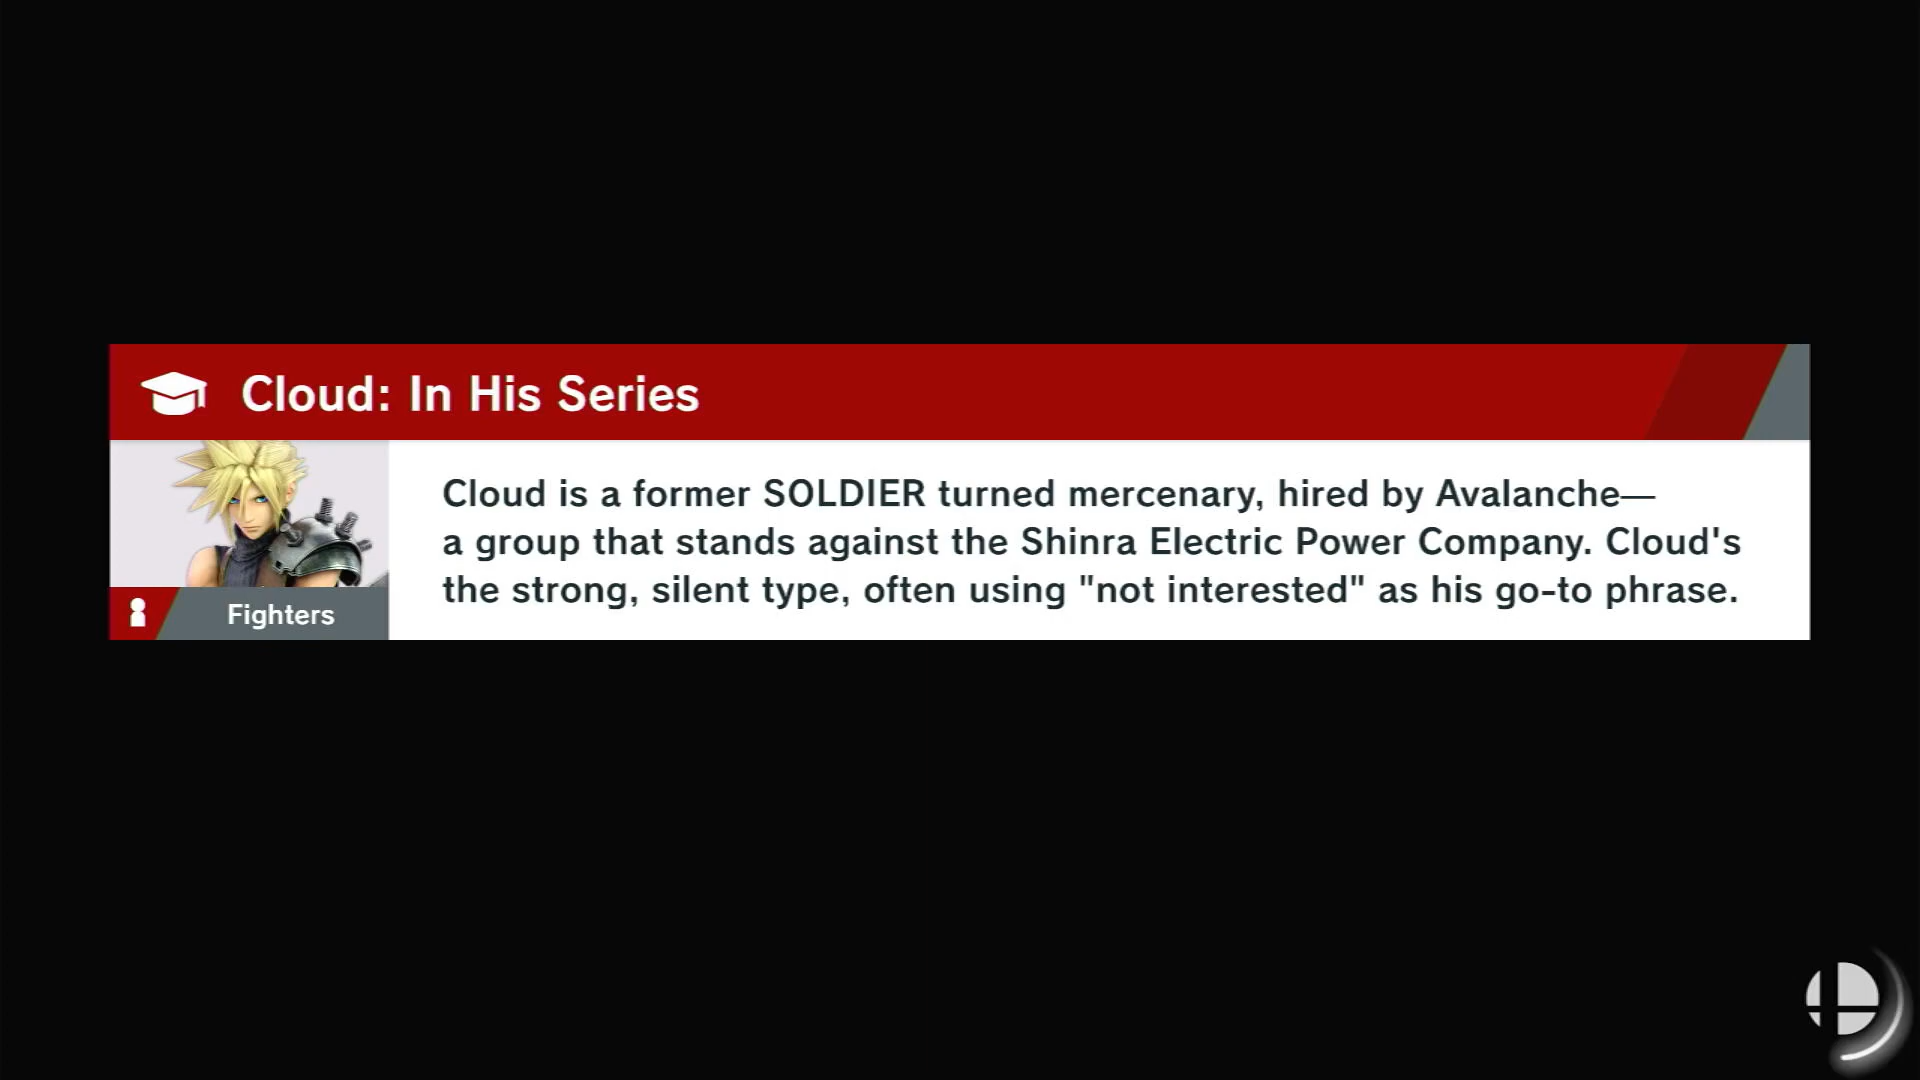 Cloud: In His Series
Cloud is a former SOLDIER turned mercenary, hired by Avalanche—
a group that stands against the Shinra Electric Power Company. Cloud's
the strong, silent type, often using "not interested" as his go-to phrase.
Fighters